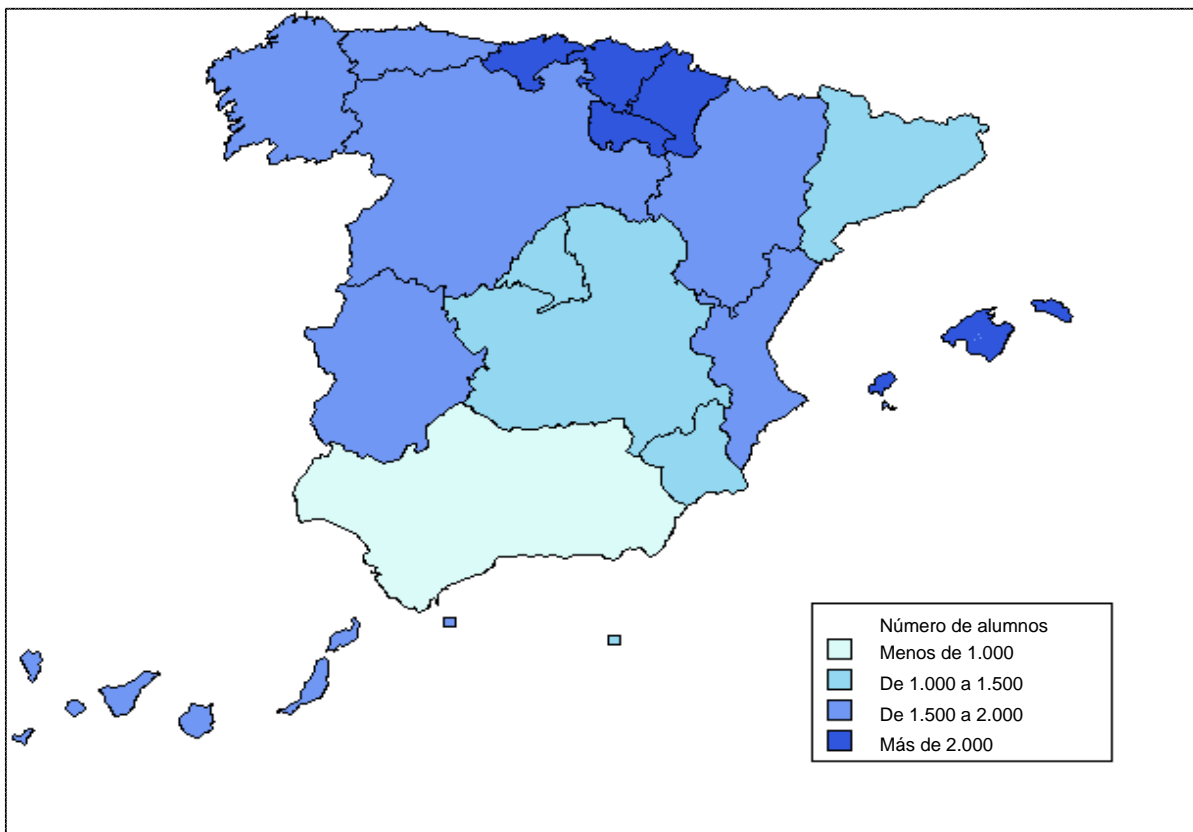 Número de alumnos
Menos de 1.000
De 1.000 a 1.500
De 1.500 a 2.000
Más de 2.000